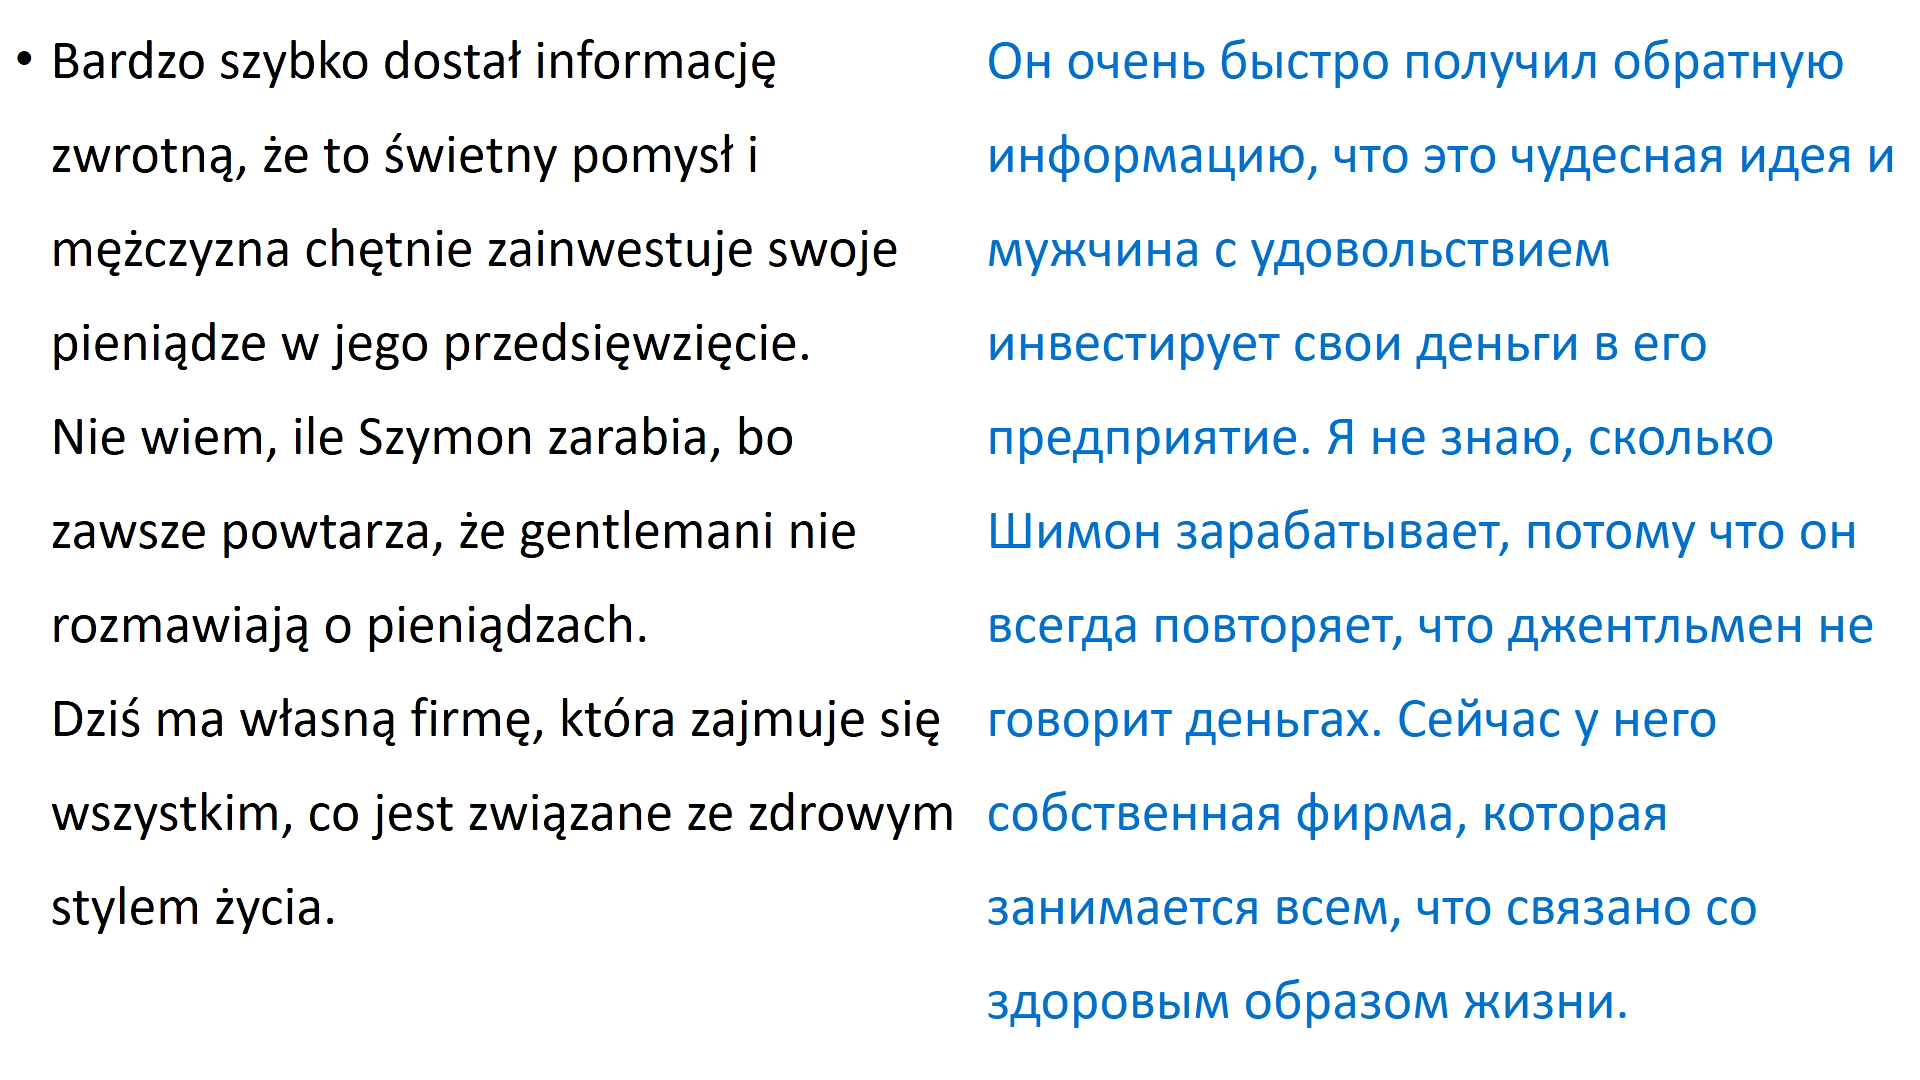 • Bardzo szybko dostał informację
zwrotną, że to świetny pomysł i
mężczyzna chętnie zainwestuje swoje
pieniądze w jego przedsięwzięcie.
Nie wiem, ile Szymon zarabia, bo
zawsze powtarza, że gentlemani nie
rozmawiają o pieniądzach.
Dziś ma własną firmę, która zajmuje się
wszystkim, co jest związane ze zdrowym
stylem życia.
Он очень быстро получил обратную
информацию, что это чудесная идея и
мужчина с удовольствием
инвестирует свои деньги в его
предприятие. Я не знаю, сколько
Шимон зарабатывает, потому что он
всегда повторяет, что джентльмен не
говорит деньгах. Сейчас у него
собственная фирма, которая
занимается всем, что связано со
здоровым образом жизни.